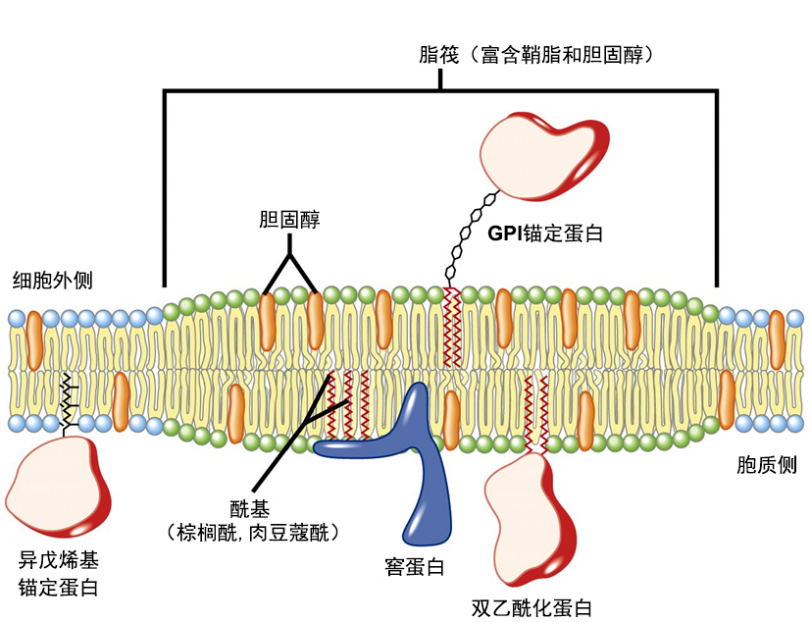 脂筏（富含鞘脂和胆固醇）
GPI锚定蛋白
胆固醇
细胞外侧
胞质侧
酰基
（棕榈酰, 肉豆蔻酰）
异戊烯基
锚定蛋白
窖蛋白
双乙酰化蛋白